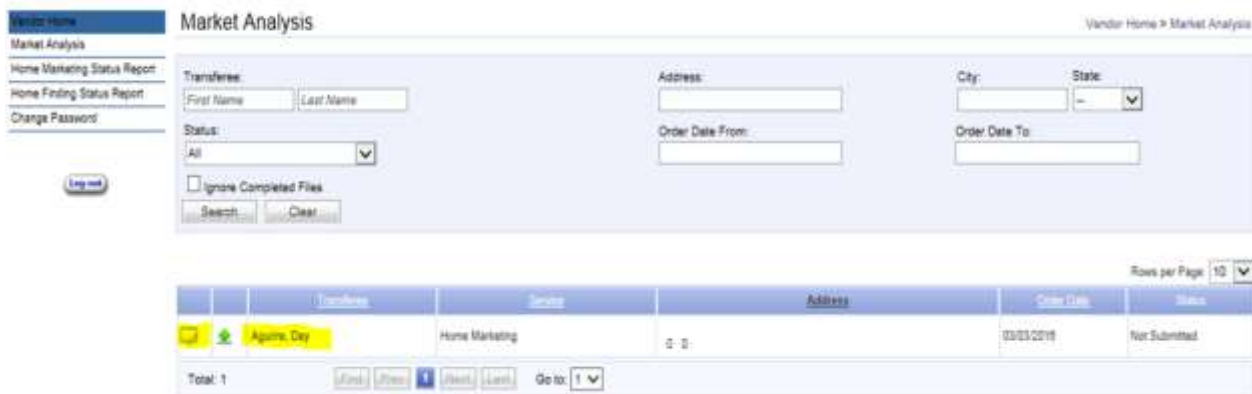 Vendor Home
Market Analysis
Home Marketing Status Report
Home Finding Status Report
Change Password
Log out
Market Analysis
Vendor Home » Market Analysis
Transferee:
First Name Last Name
Address:
City:
State:
--
Status:
All
Order Date From:
Order Date To:
Ignore Completed Files
Search Clear
Rows per Page: 10
Transferee Service Address Order Date Status
Aguirre, Day Home Marketing 03/03/2015 Not Submitted
Total: 1 First Prev 1 Next Last Go to: 1